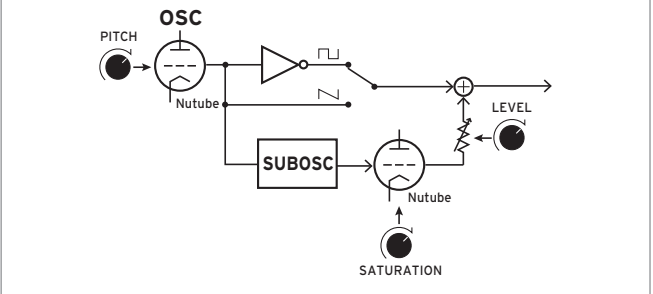 OSC
PITCH
Nutube
LEVEL
SUBOSC
Nutube
SATURATION